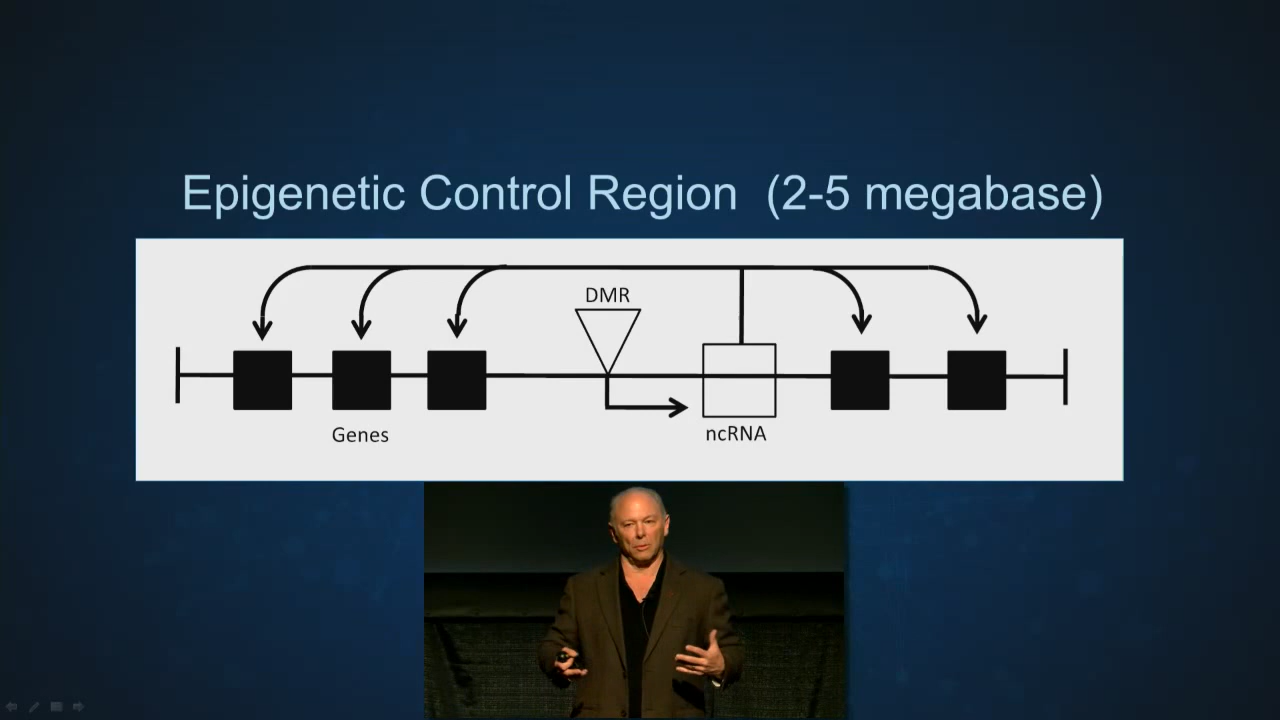 Epigenetic Control Region (2-5 megabase)
DMR
Genes
ncRNA